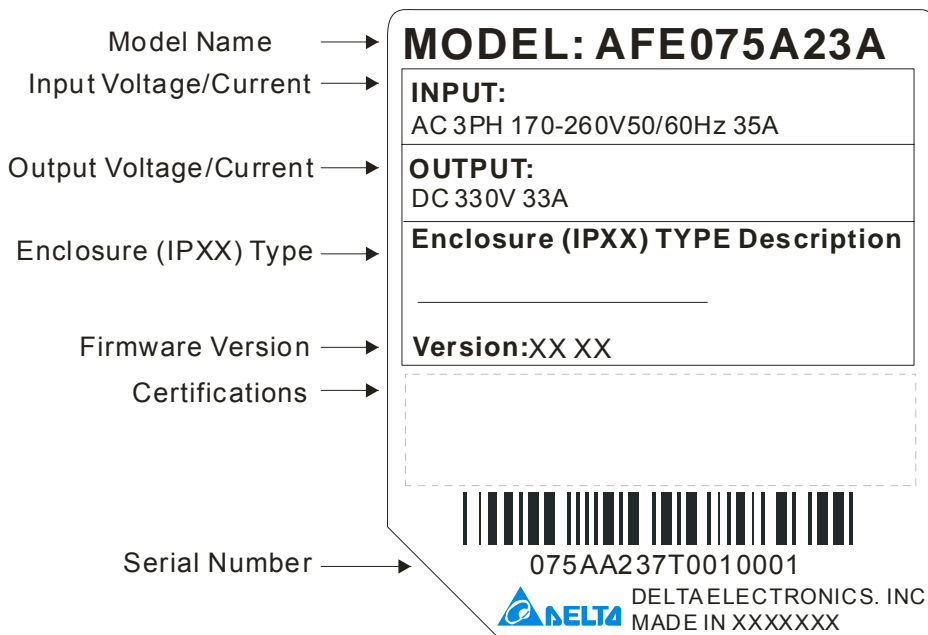 Model Name
MODEL: AFE075A23A
Input Voltage/Current
INPUT:
AC 3PH 170-260V50/60Hz 35A
Output Voltage/Current
OUTPUT:
DC 330V 33A
Enclosure (IPXX) Type
Enclosure (IPXX) TYPE Description
Firmware Version
Version:XX XX
Certifications
Serial Number
075AA237T0010001
DELTA
DELTA ELECTRONICS. INC
MADE IN XXXXXXX